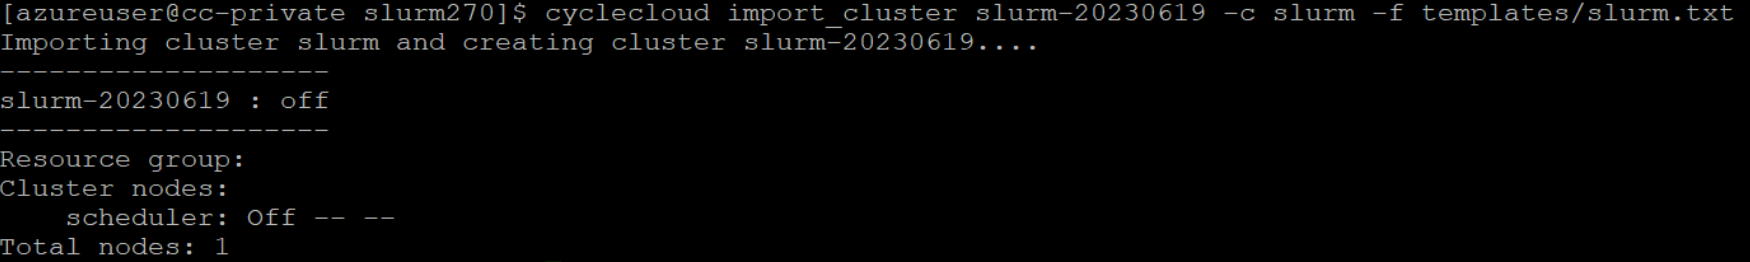 [azureuser@cc-private slurm270]$ cyclecloud import_cluster slurm-20230619 -c slurm -f templates/slurm.txt
Importing cluster slurm and creating cluster slurm-20230619....
--------------------
slurm-20230619 : off
--------------------
Resource group:
Cluster nodes:
    scheduler: Off -- --
Total nodes: 1